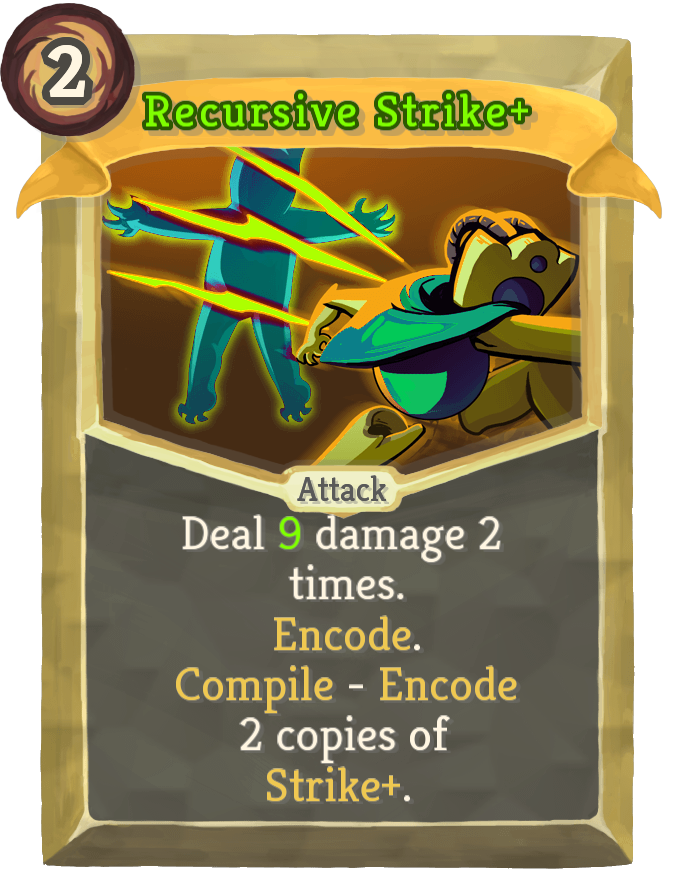 2
Recursive Strike+
Attack
Deal 9 damage 2
times.
Encode.
Compile - Encode
2 copies of
Strike+.